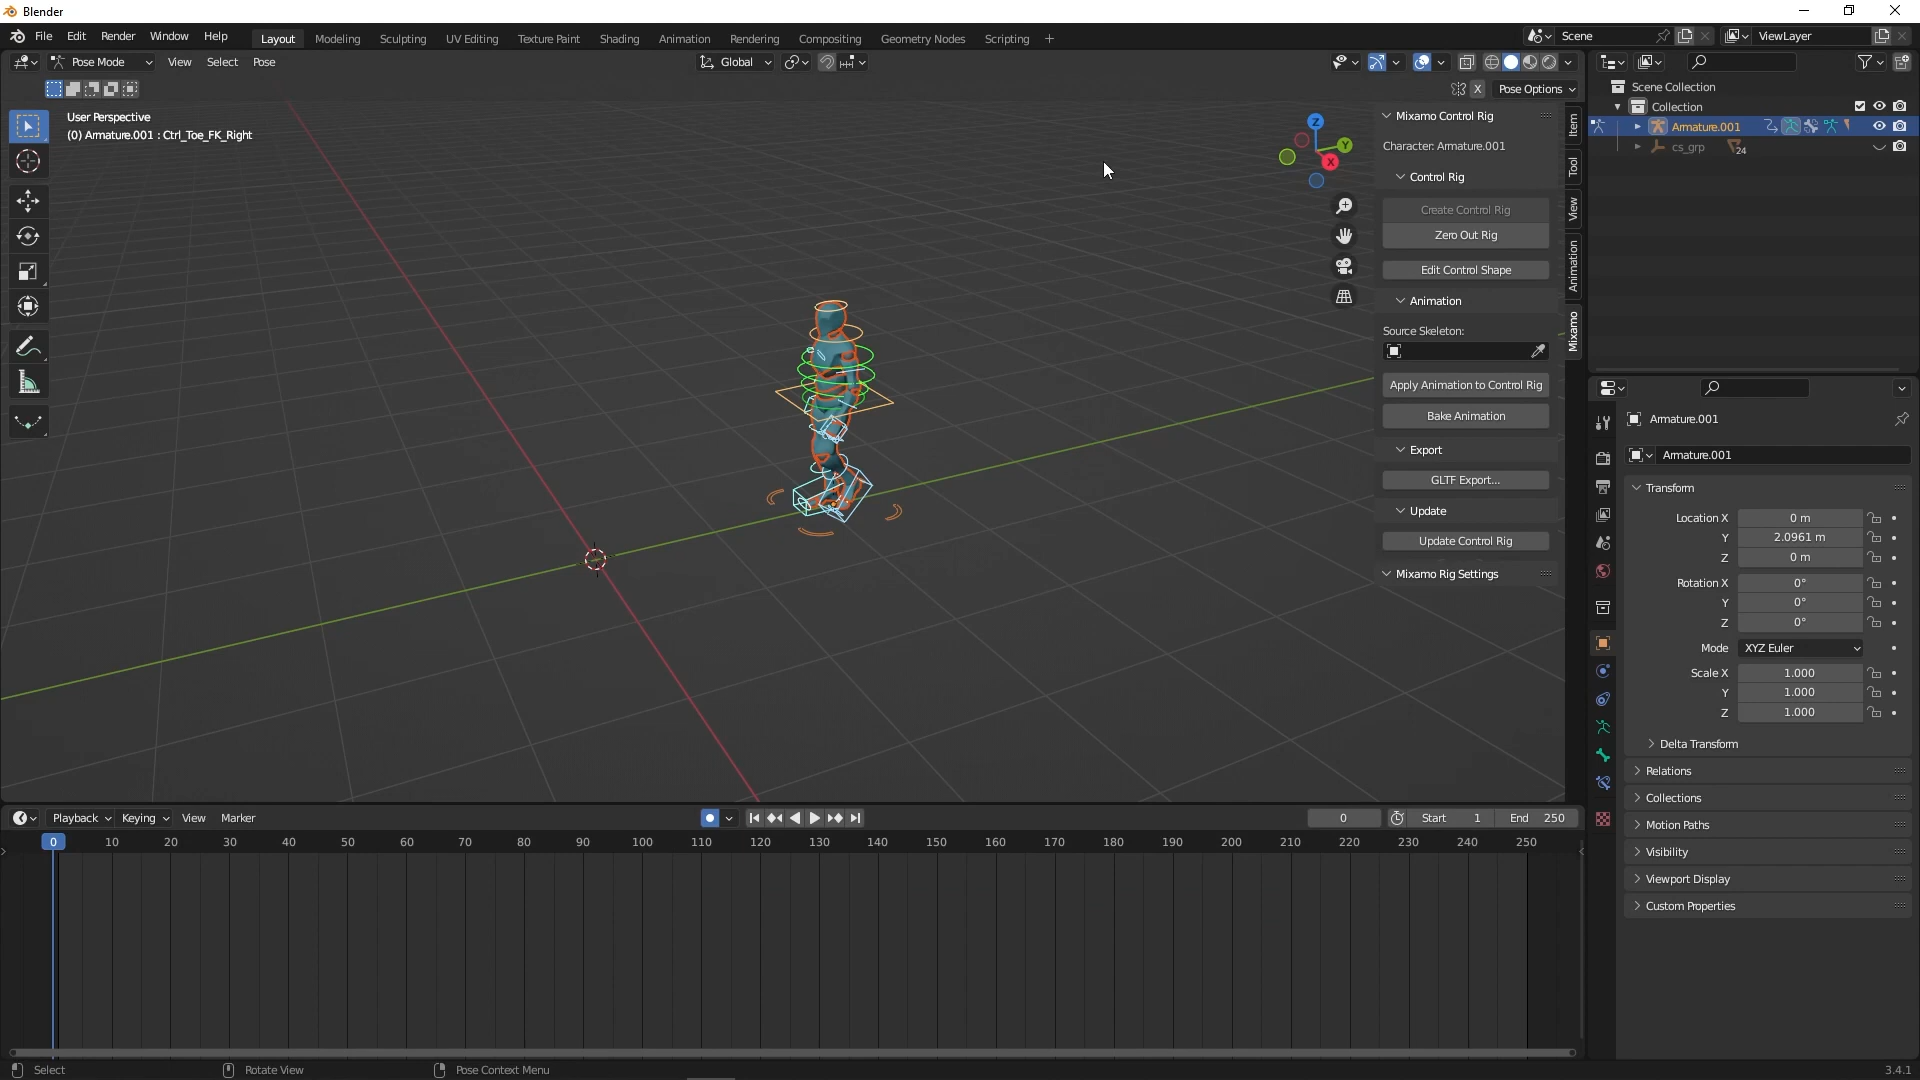 Blender
File Edit Render Window Help Layout Modeling Sculpting UV Editing Texture Paint Shading Animation Rendering Compositing Geometry Nodes Scripting + Scene ViewLayer
Pose Mode View Select Pose Global
X Pose Options
User Perspective
(0) Armature.001 : Ctrl_Toe_FK_Right
Z
Y
X
Mixamo Control Rig
Character: Armature.001
Control Rig
Create Control Rig
Zero Out Rig
Edit Control Shape
Animation
Source Skeleton:
Apply Animation to Control Rig
Bake Animation
Export
GLTF Export...
Update
Update Control Rig
Mixamo Rig Settings
Item
Tool
View
Animation
Mixamo
Scene Collection
Collection
Armature.001
cs_grp 24
Armature.001
Armature.001
Transform
Location X 0 m
Y 2.0961 m
Z 0 m
Rotation X 0°
Y 0°
Z 0°
Mode XYZ Euler
Scale X 1.000
Y 1.000
Z 1.000
Delta Transform
Relations
Collections
Motion Paths
Visibility
Viewport Display
Custom Properties
Playback Keying View Marker 0 Start 1 End 250
0 10 20 30 40 50 60 70 80 90 100 110 120 130 140 150 160 170 180 190 200 210 220 230 240 250
Select Rotate View Pose Context Menu 3.4.1